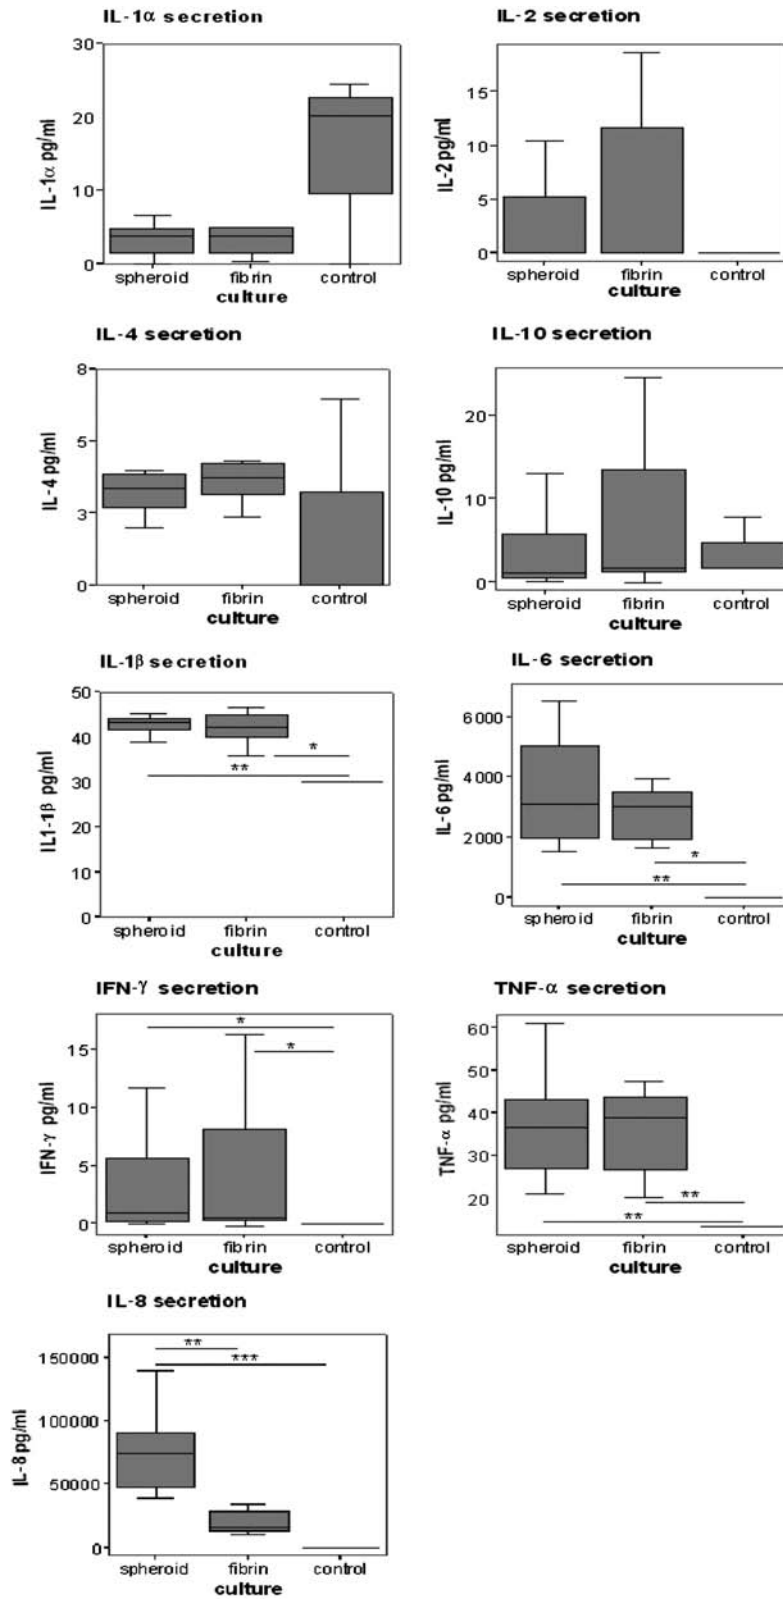 IL-1α secretion
30
20
10
0
IL-1α pg/ml
spheroid fibrin control
culture
IL-2 secretion
15
10
5
0
IL-2 pg/ml
spheroid fibrin control
culture
IL-4 secretion
8
5
3
0
IL-4 pg/ml
spheroid fibrin control
culture
IL-10 secretion
20
10
0
IL-10 pg/ml
spheroid fibrin control
culture
IL-1β secretion
50
40
30
20
10
0
IL1-1β pg/ml
*
**
spheroid fibrin control
culture
IL-6 secretion
6000
4000
2000
0
IL-6 pg/ml
*
**
spheroid fibrin control
culture
IFN-γ secretion
15
10
5
0
IFN-γ pg/ml
*
*
spheroid fibrin control
culture
TNF-α secretion
60
50
40
30
20
TNF-α pg/ml
**
**
spheroid fibrin control
culture
IL-8 secretion
150000
100000
50000
0
IL-8 pg/ml
**
***
spheroid fibrin control
culture